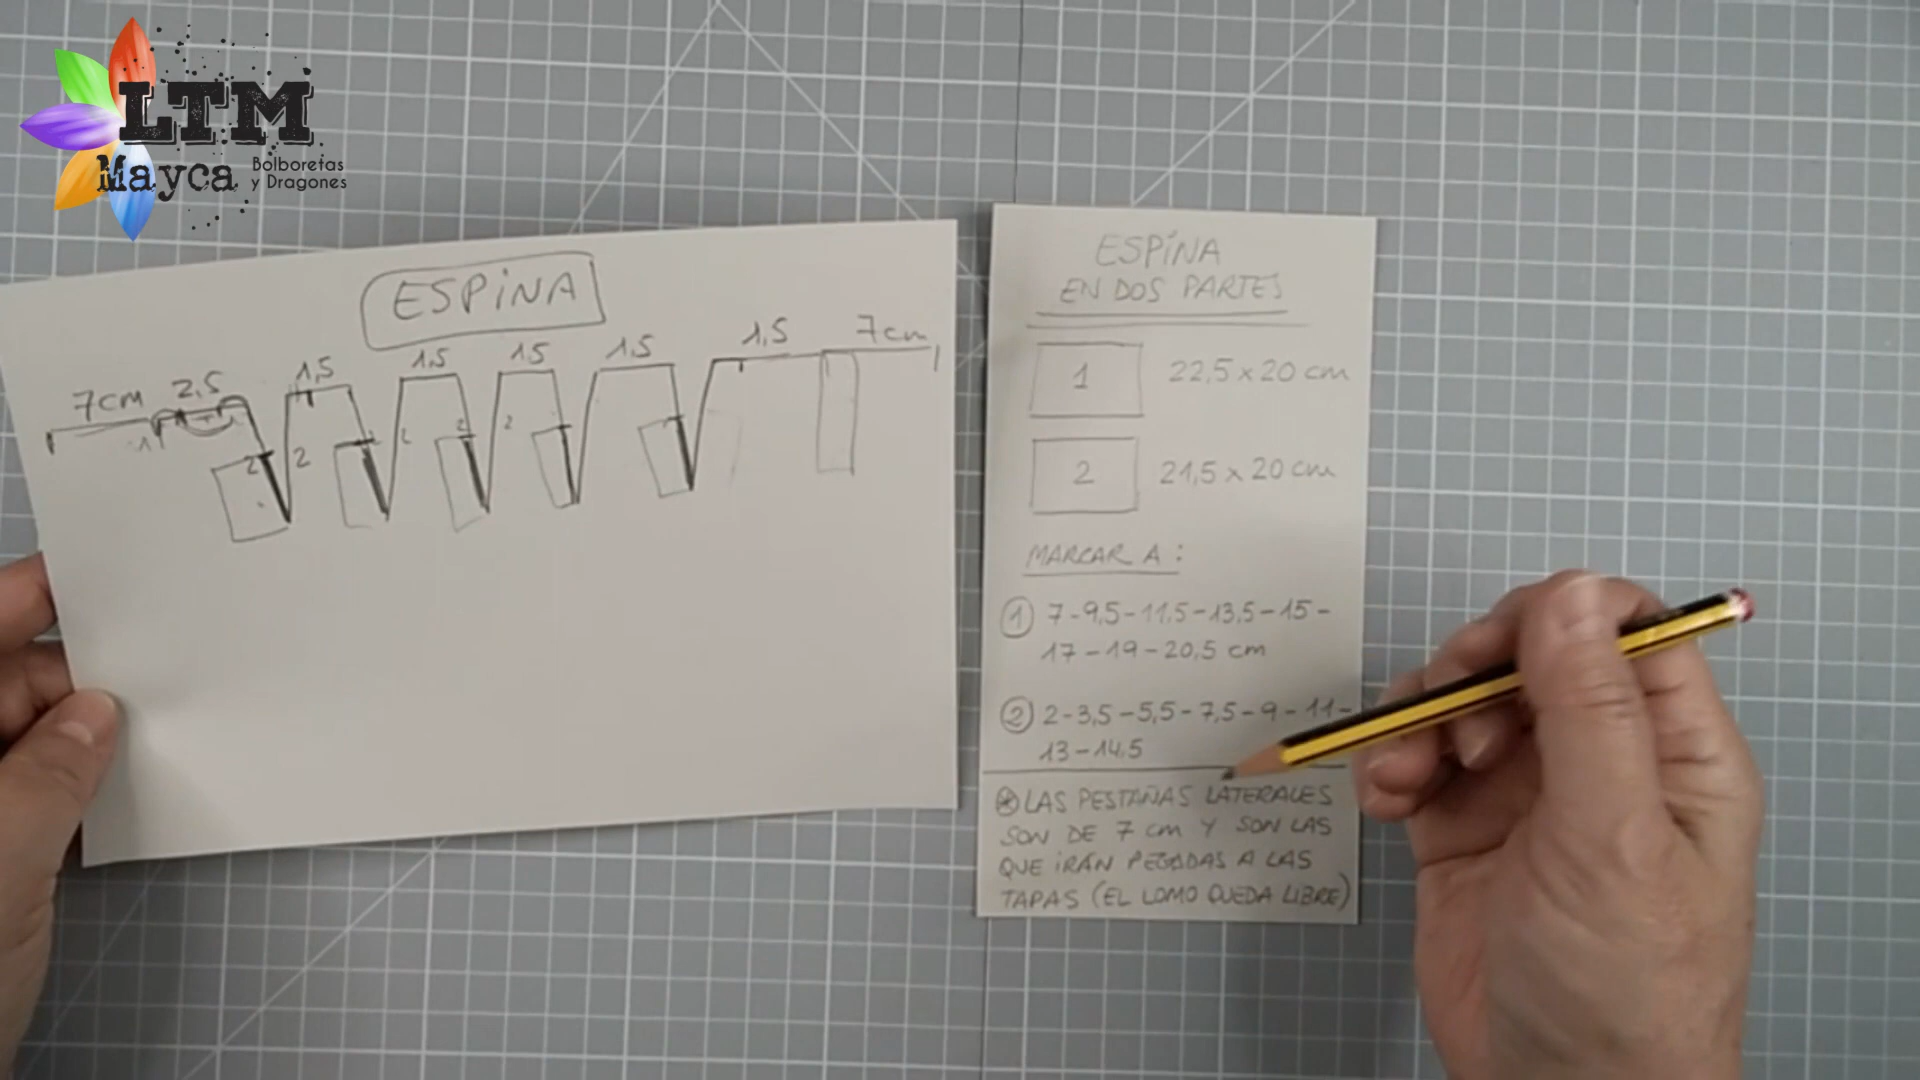 LTM
Mayca Bolboretas
y Dragones
ESPINA
7cm 2,5 1,5 1,5 1,5 1,5 1,5 7cm
1
2 2 2 2 2 2
ESPINA
EN DOS PARTES
1 22,5 x 20 cm
2 21,5 x 20 cm
MARCAR A:
1 7-9,5-11,5-13,5-15-
17-19-20,5 cm
2 2-3,5-5,5-7,5-9-11-
13-14,5
* LAS PESTAÑAS LATERALES
SON DE 7 cm Y SON LAS
QUE IRÁN PEGADAS A LAS
TAPAS (EL LOMO QUEDA LIBRE)